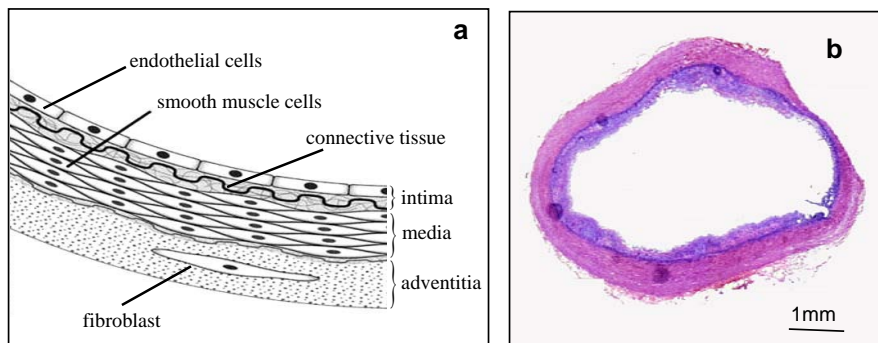 a
endothelial cells
smooth muscle cells
connective tissue
intima
media
adventitia
fibroblast
b
1mm